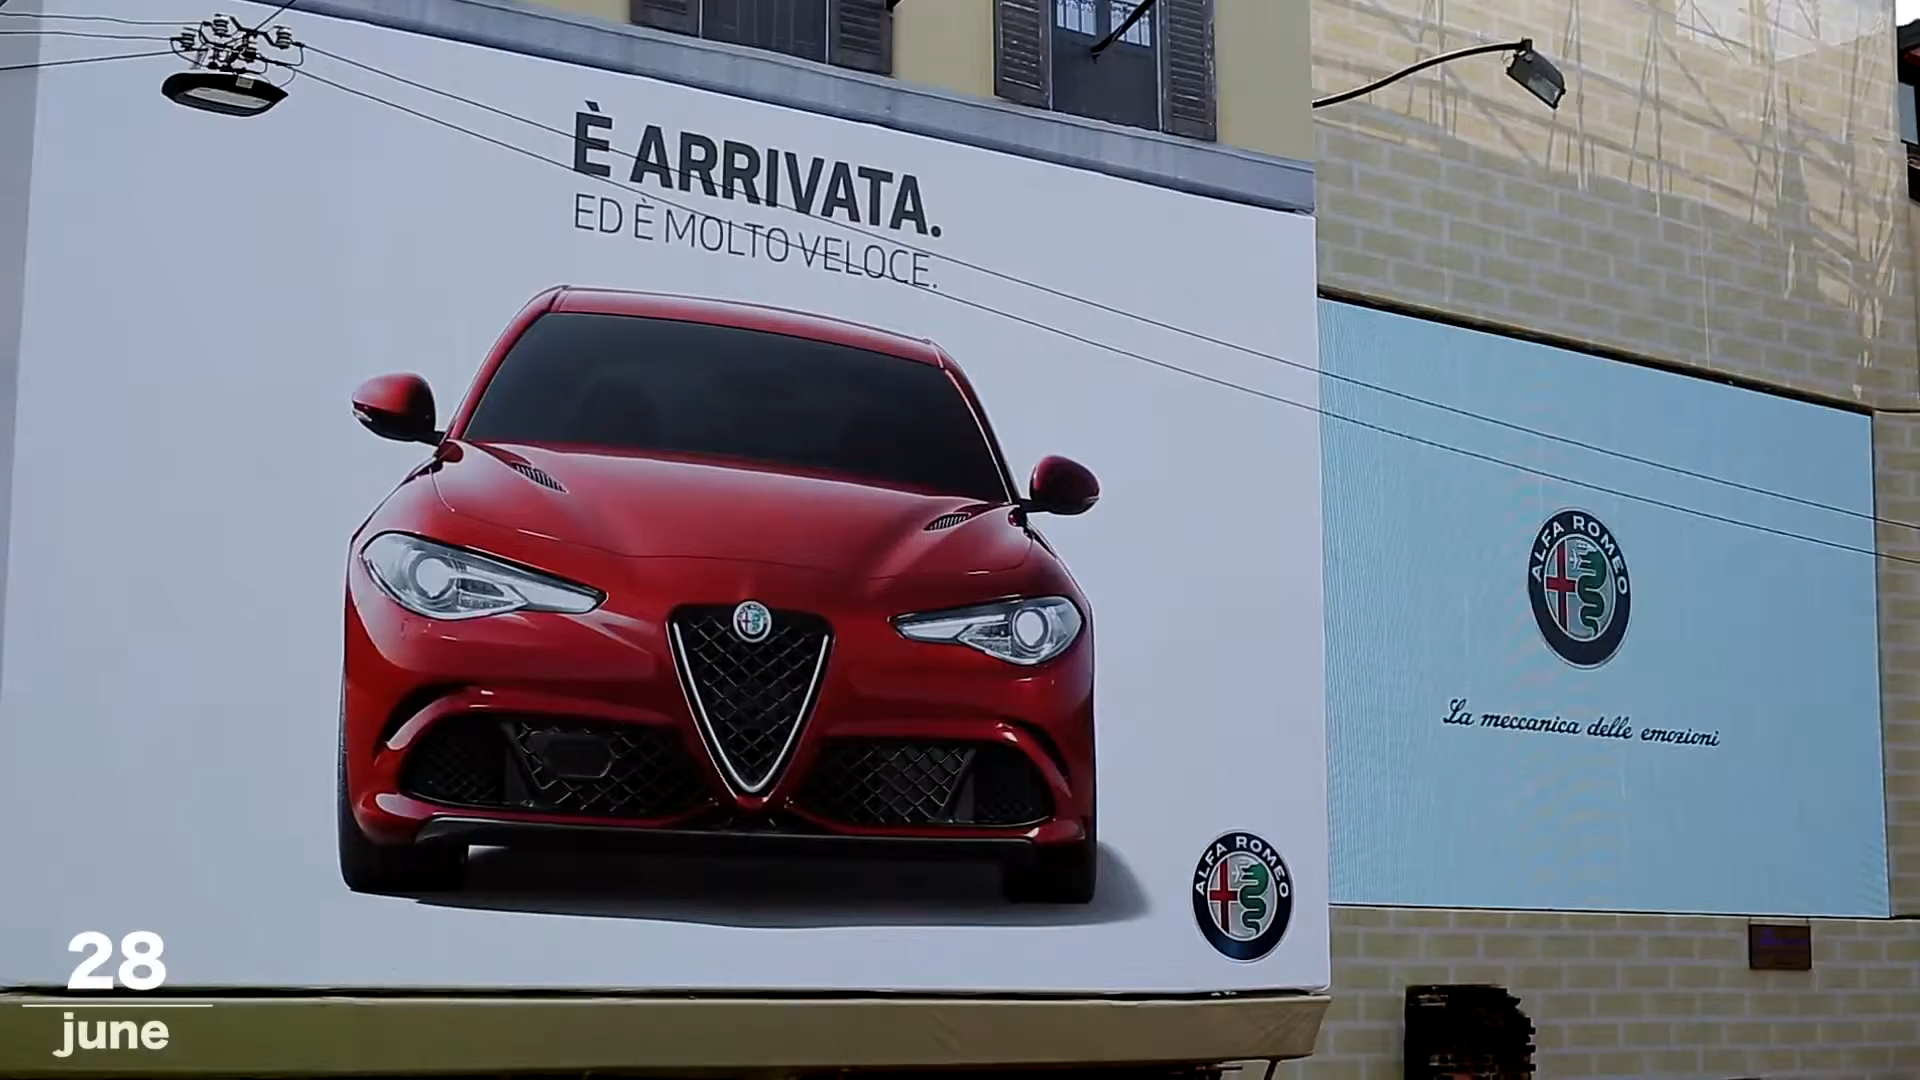 È ARRIVATA.
ED È MOLTO VELOCE.
ALFA ROMEO
ALFA ROMEO
La meccanica delle emozioni
28
june